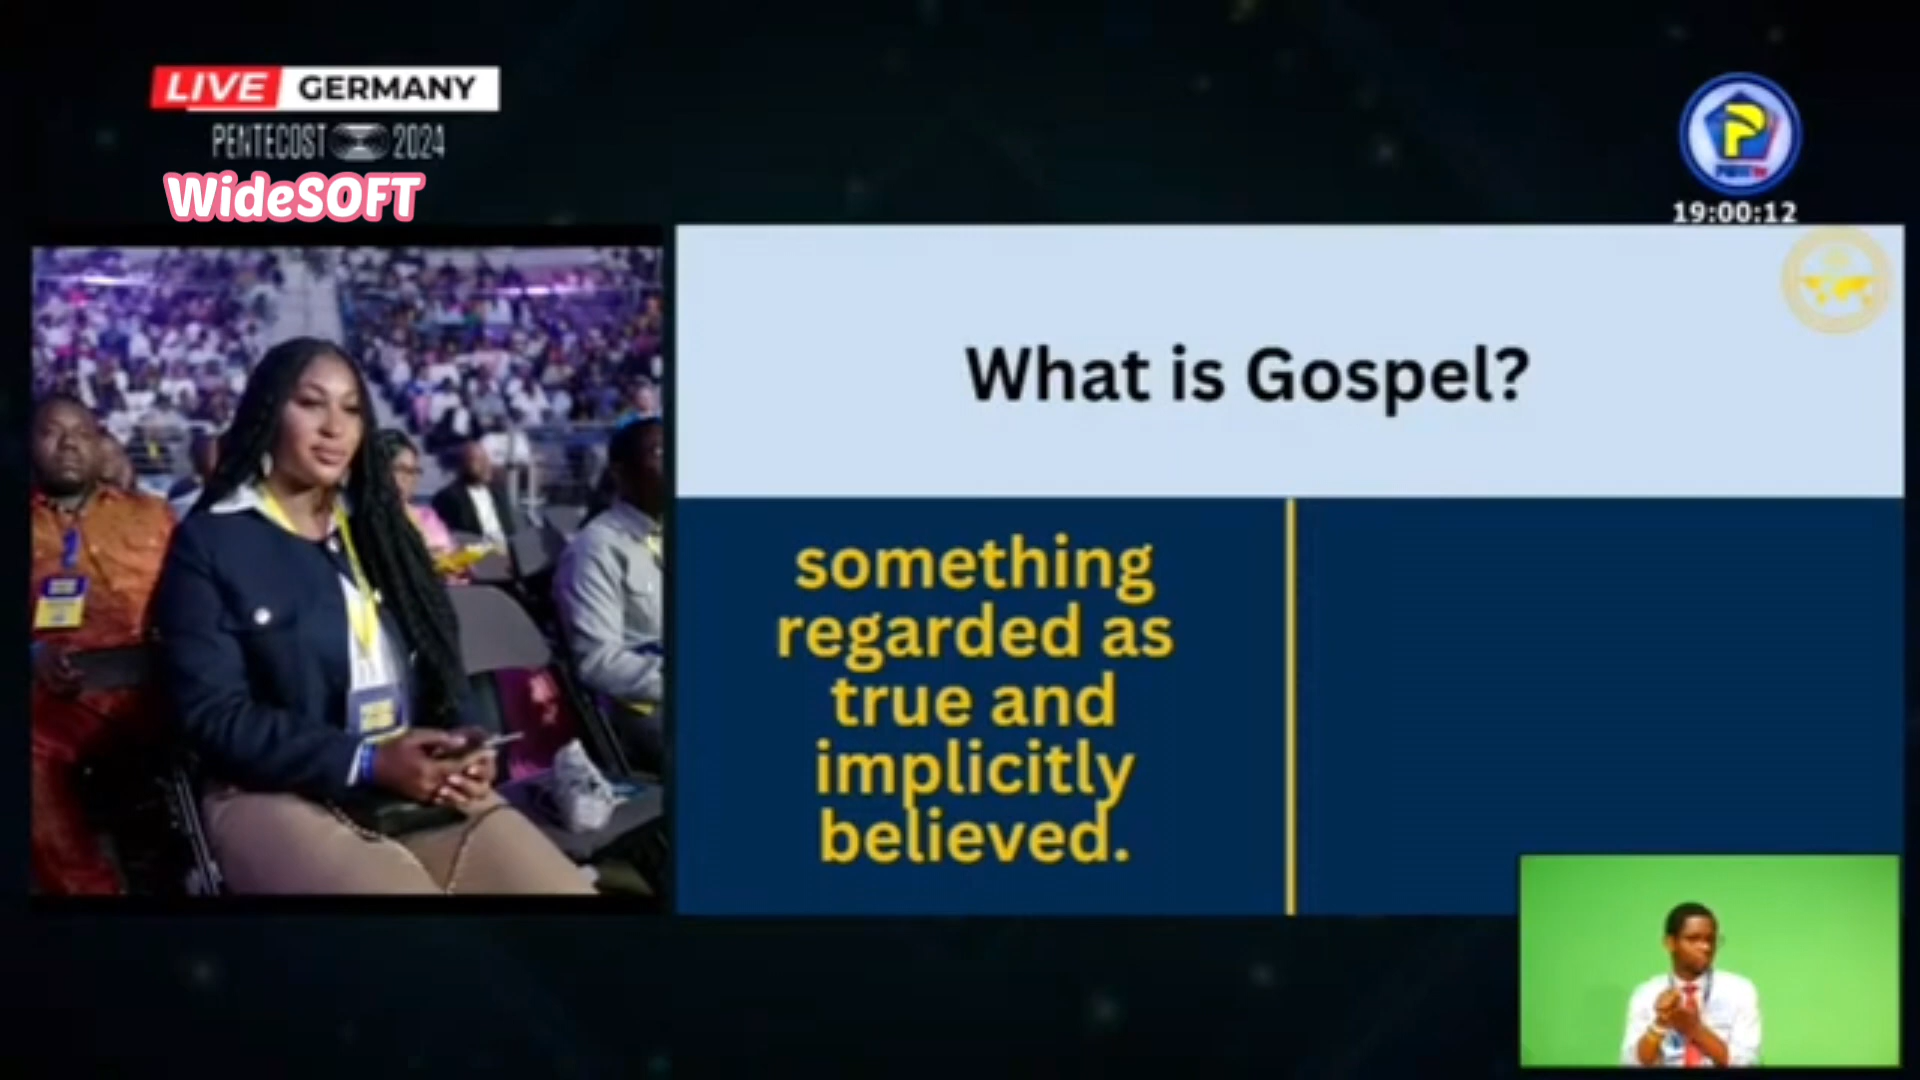 LIVE GERMANY
PENTECOST 2024
WideSOFT
P
19:00:12
What is Gospel?
something
regarded as
true and
implicitly
believed.